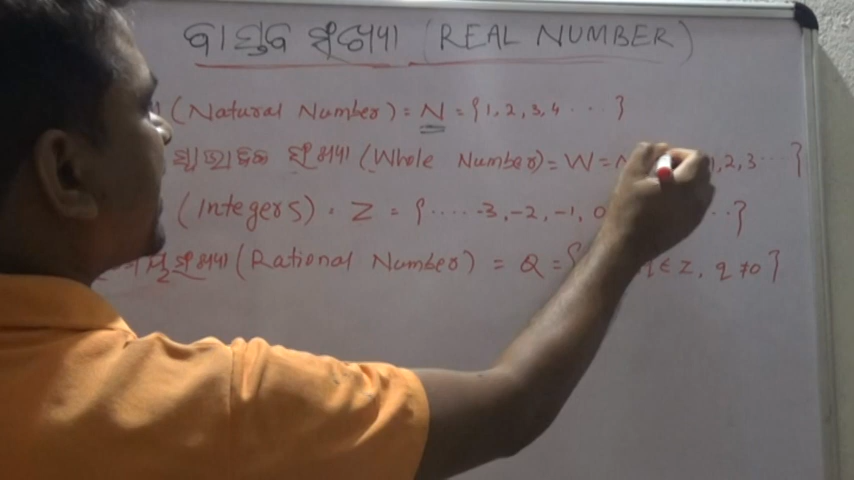 ବାସ୍ତବ ସଂଖ୍ୟା (REAL NUMBER)
(Natural Number) = N = {1, 2, 3, 4 ....}
ସଂଖ୍ୟା (Whole Number) = W = 1, 2, 3 ... }
(Integers) . Z = {..... -3, -2, -1, 0 ..}
ସଂଖ୍ୟା (Rational Number) = Q = { ∈ Z, q ≠ 0 }